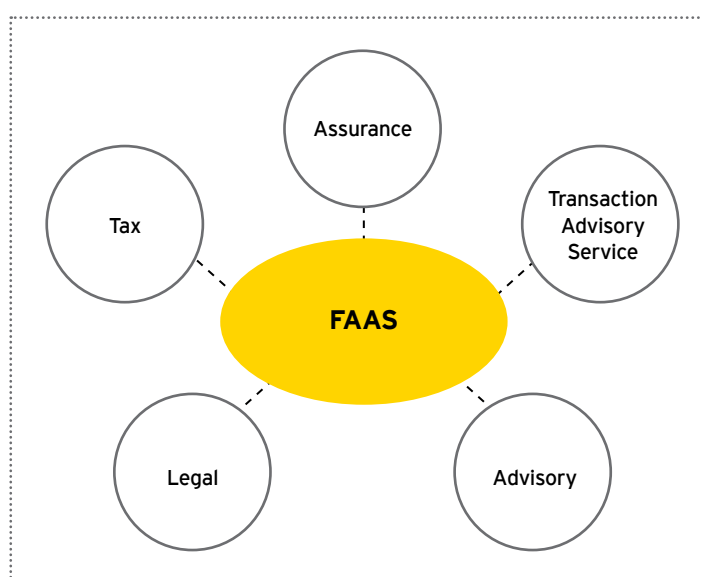 Assurance
Tax
Transaction
Advisory
Service
FAAS
Legal
Advisory